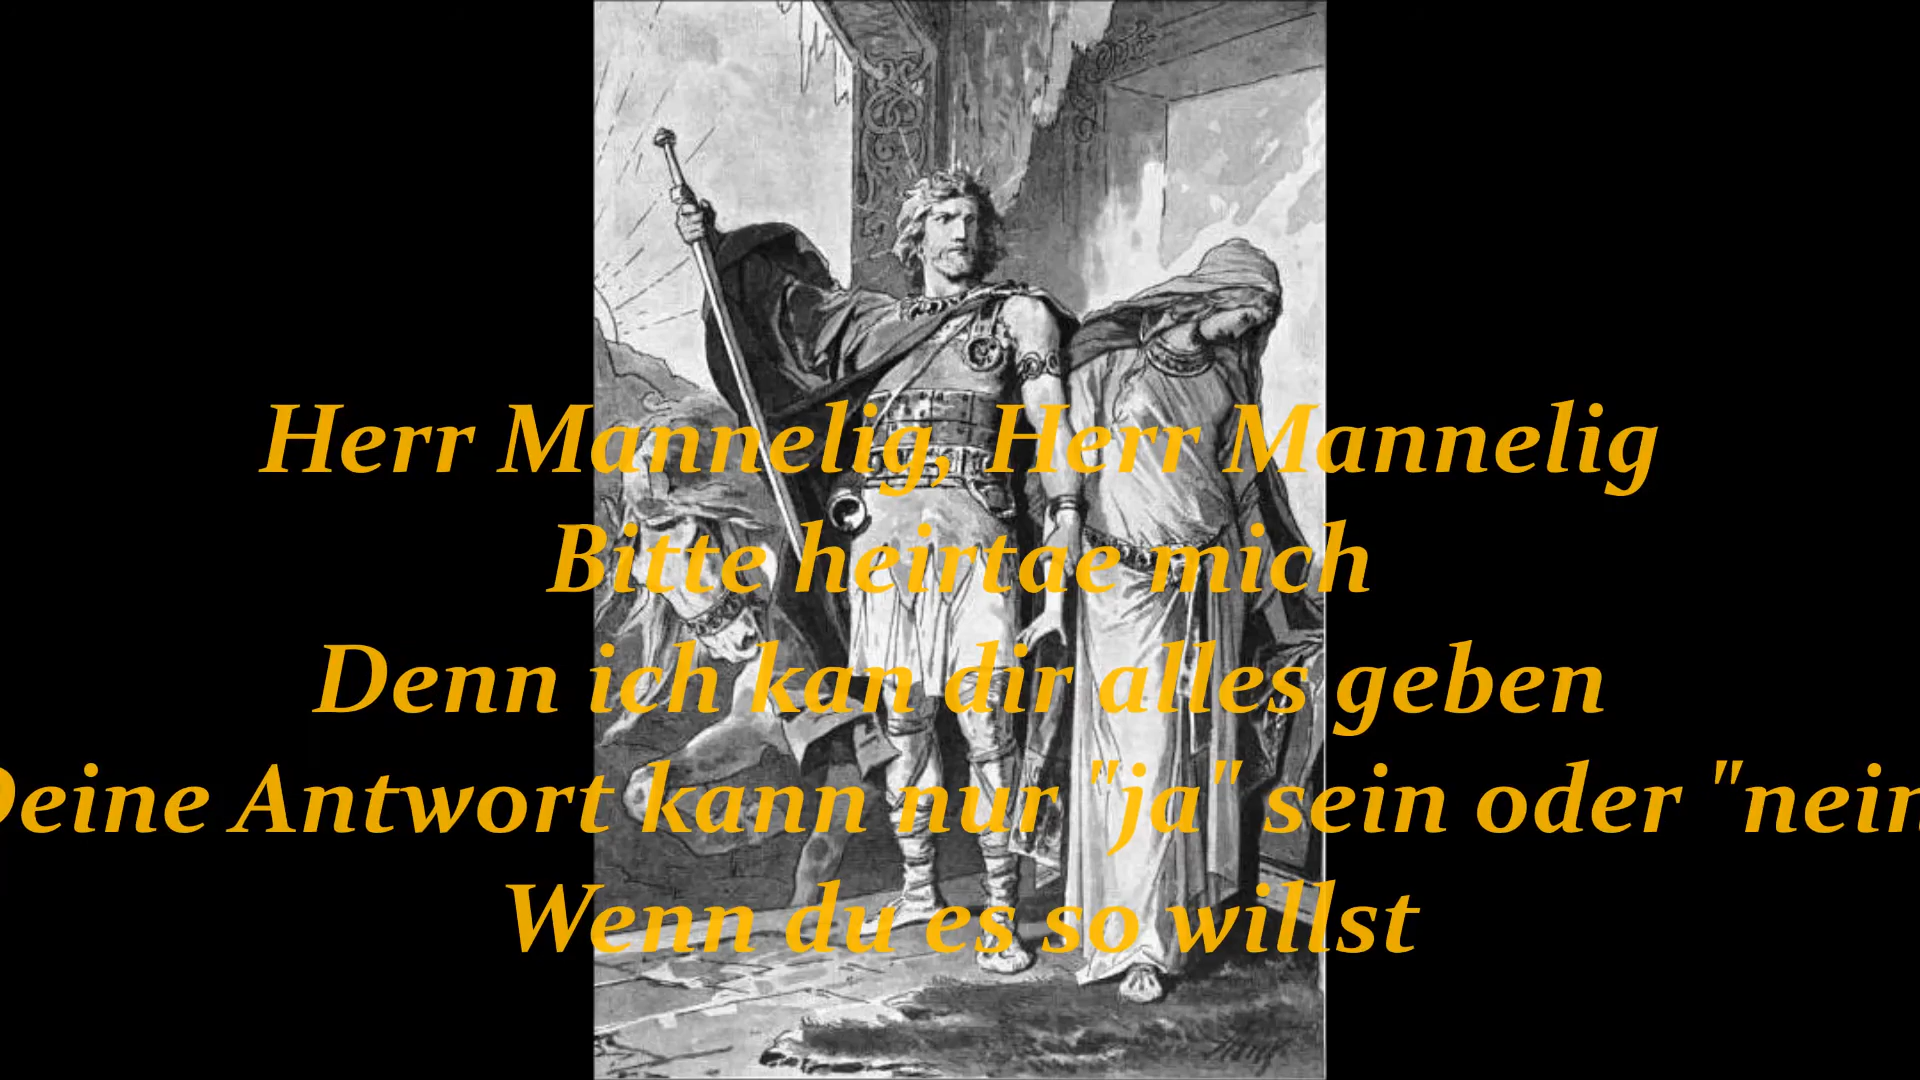 Herr Mannelig, Herr Mannelig
Bitte heirtae mich
Denn ich kan dir alles geben
Deine Antwort kann nur "ja" sein oder "nein
Wenn du es so willst